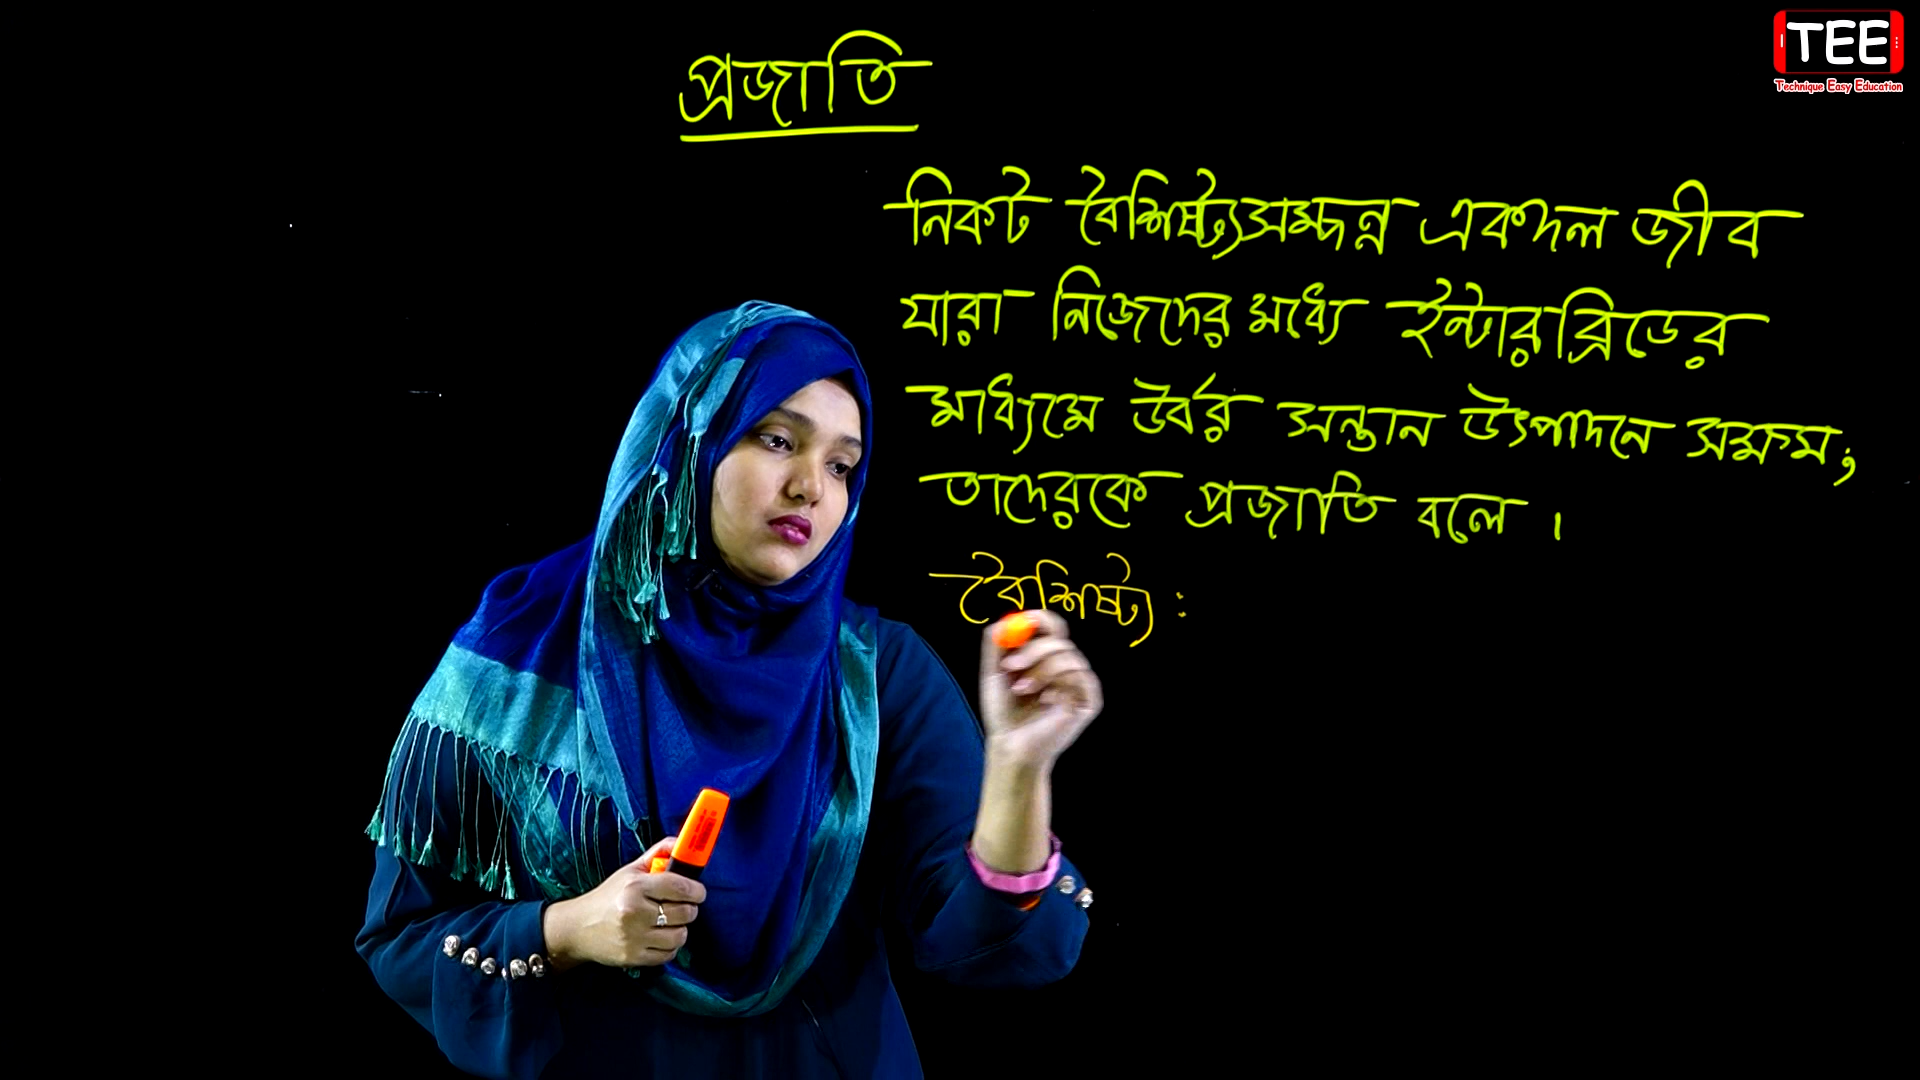 TEE
Technique Easy Education
প্রজাতি
নিকট বৈশিষ্ট্যসম্পন্ন একদল জীব
যারা নিজেদের মধ্যে ইন্টারব্রিডের
মাধ্যমে উর্বর সন্তান উৎপাদনে সক্ষম,
তাদেরকে প্রজাতি বলে ।
বৈশিষ্ট্য :